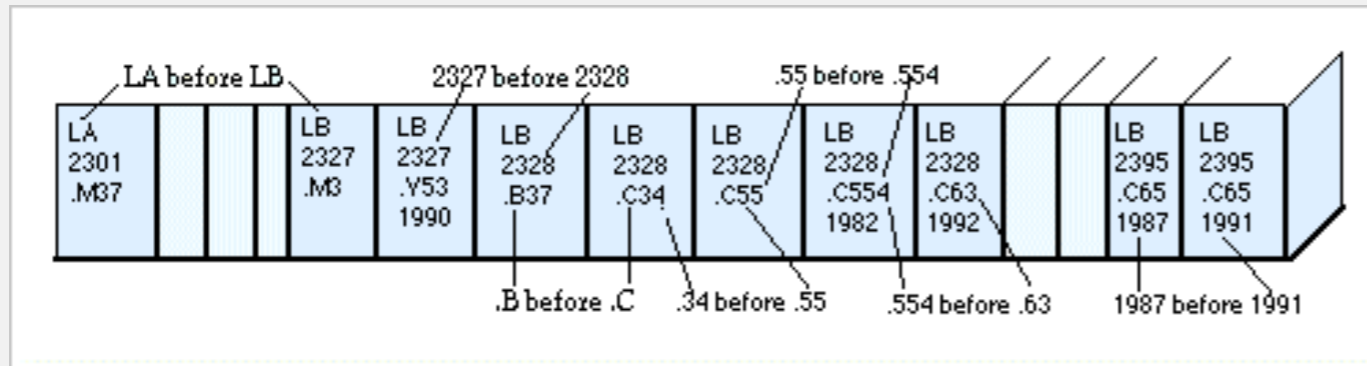 LA before LB
2327 before 2328
.55 before .554
LA
2301
.M37
LB
2327
.M3
LB
2327
.Y53
1990
LB
2328
.B37
LB
2328
.C34
LB
2328
.C55
LB
2328
.C554
1982
LB
2328
.C63
1992
LB
2395
.C65
1987
LB
2395
.C65
1991
.B before .C
.34 before .55
.554 before .63
1987 before 1991